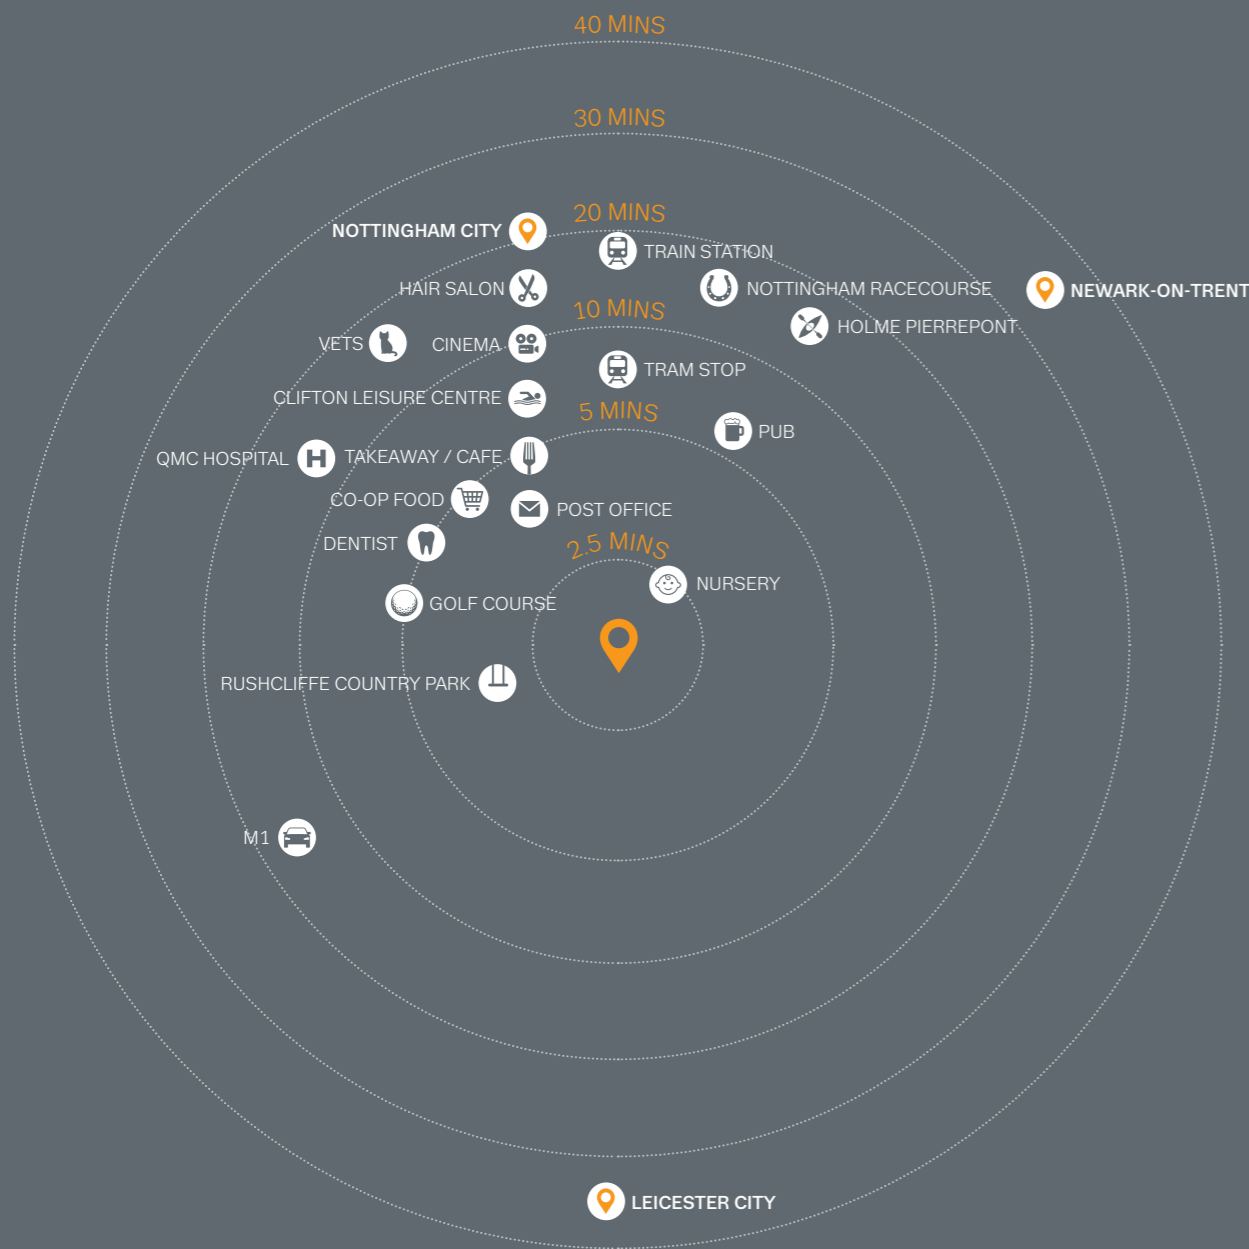 40 MINS
30 MINS
20 MINS
NOTTINGHAM CITY
TRAIN STATION
HAIR SALON
NOTTINGHAM RACECOURSE
NEWARK-ON-TRENT
10 MINS
HOLME PIERREPONT
VETS
CINEMA
TRAM STOP
CLIFTON LEISURE CENTRE
5 MINS
PUB
QMC HOSPITAL
H
TAKEAWAY / CAFE
CO-OP FOOD
POST OFFICE
DENTIST
2.5 MINS
NURSERY
GOLF COURSE
RUSHCLIFFE COUNTRY PARK
M1
LEICESTER CITY